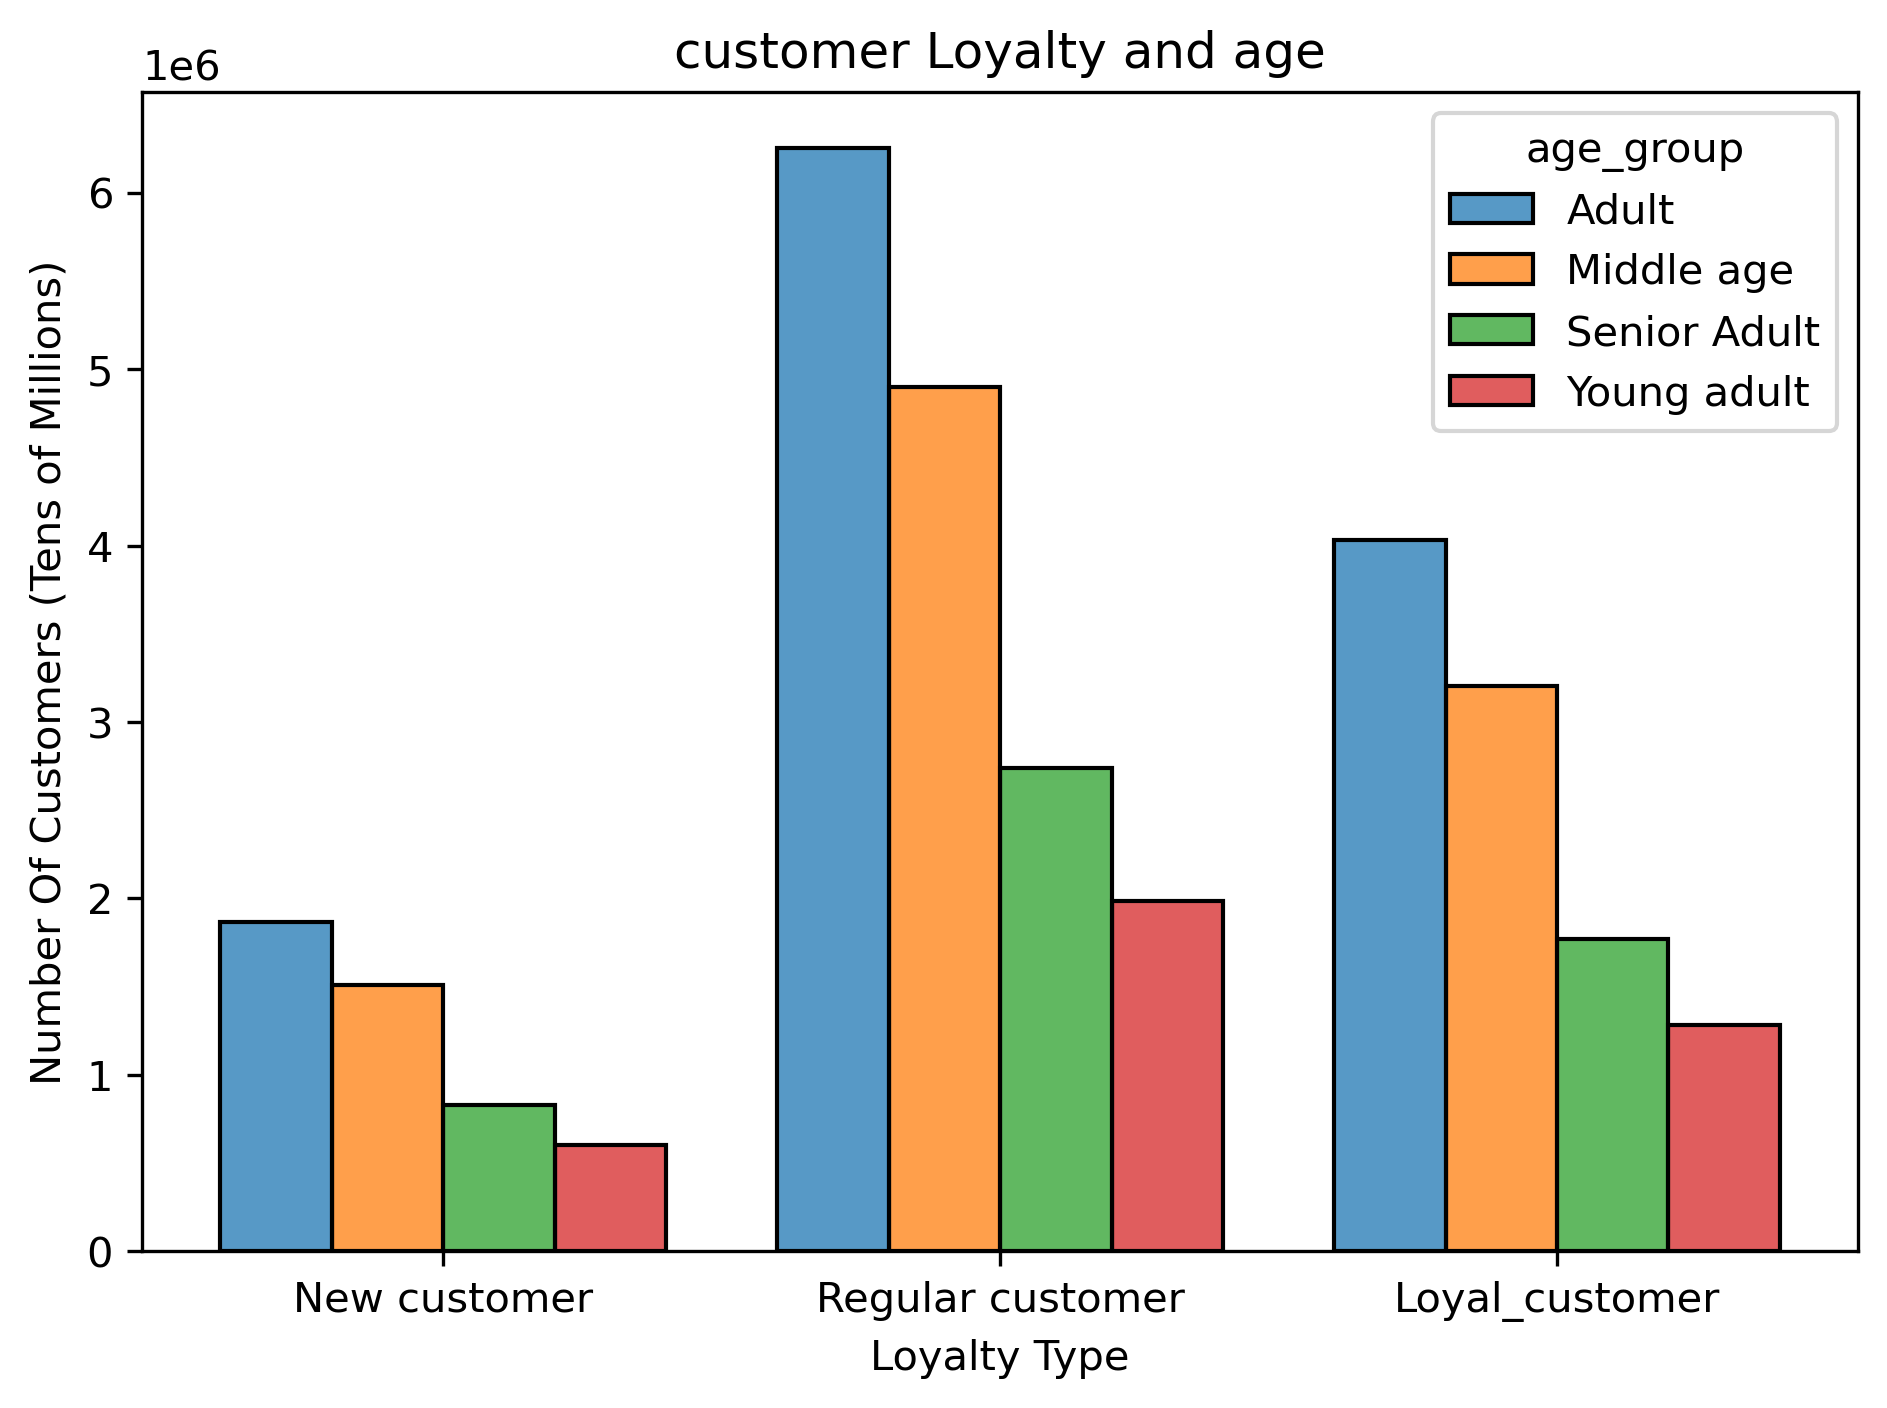 customer Loyalty and age
1e6
Number Of Customers (Tens of Millions)
6
5
4
3
2
1
0
age_group
Adult
Middle age
Senior Adult
Young adult
New customer
Regular customer
Loyal_customer
Loyalty Type